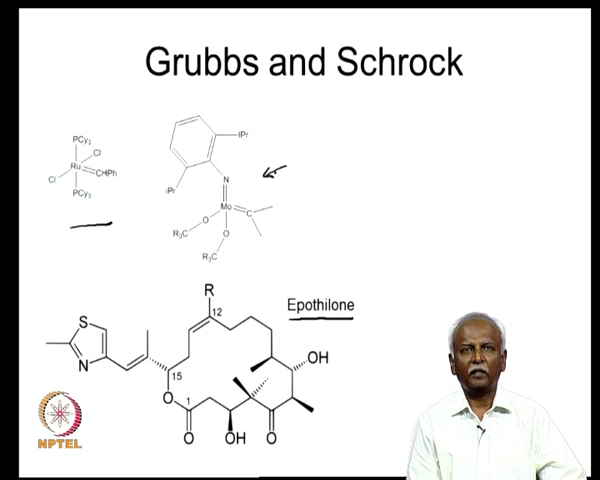 Grubbs and Schrock
PCy3
Cl
Ru
CHPh
Cl
PCy3
iPr
iPr
N
Mo
C
O
R3C
O
R3C
R
12
Epothilone
S
N
15
OH
O
1
O
OH
O
NPTEL